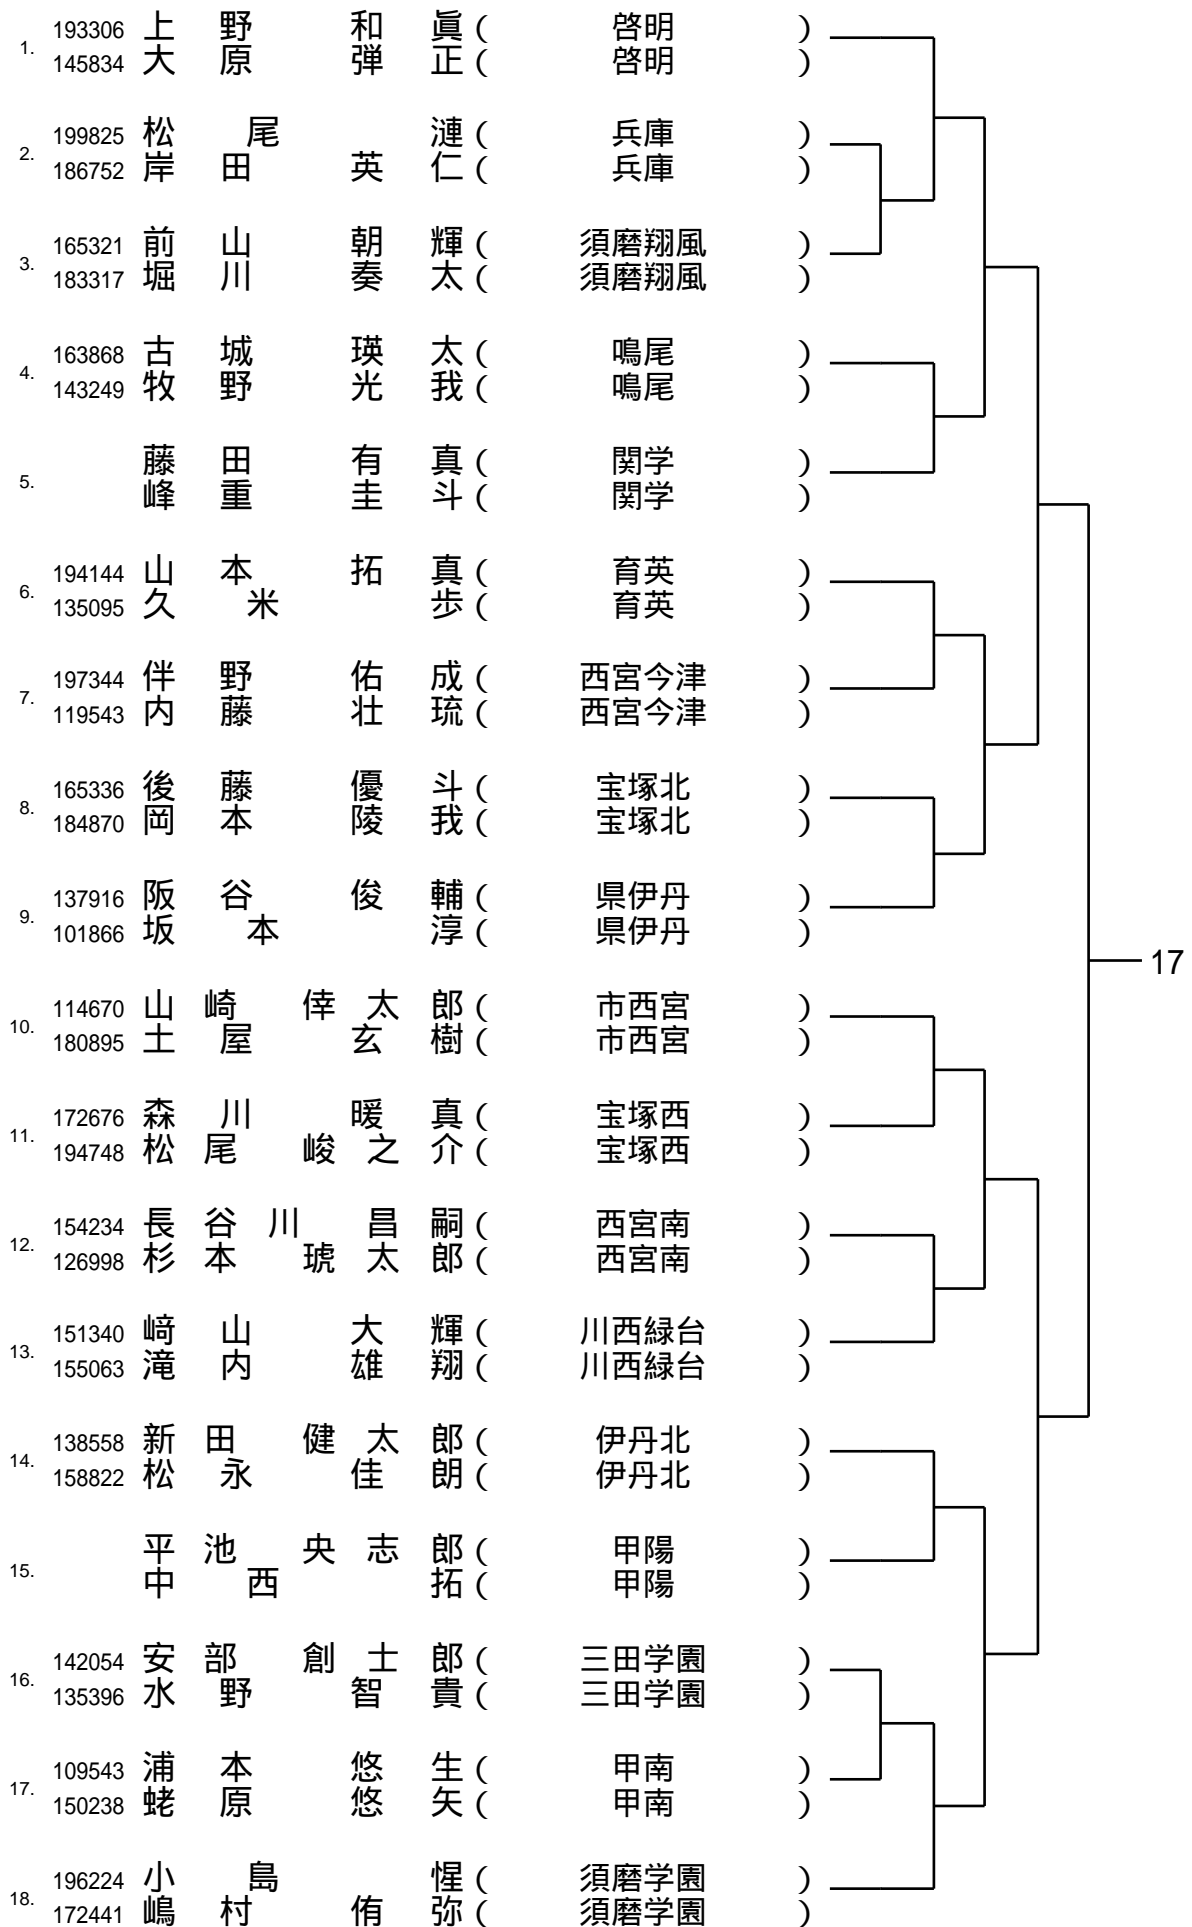 1. 193306 上野 和眞 ( 啓明 )
145834 大原 弾正 ( 啓明 )
2. 199825 松尾 漣 ( 兵庫 )
186752 岸田 英仁 ( 兵庫 )
3. 165321 前山 朝輝 ( 須磨翔風 )
183317 堀川 奏太 ( 須磨翔風 )
4. 163868 古城 瑛太 ( 鳴尾 )
143249 牧野 光我 ( 鳴尾 )
5. 藤田 有真 ( 関学 )
峰重 圭斗 ( 関学 )
6. 194144 山本 拓真 ( 育英 )
135095 久米 歩 ( 育英 )
7. 197344 伴野 佑成 ( 西宮今津 )
119543 内藤 壮琉 ( 西宮今津 )
8. 165336 後藤 優斗 ( 宝塚北 )
184870 岡本 陵我 ( 宝塚北 )
9. 137916 阪谷 俊輔 ( 県伊丹 )
101866 坂本 淳 ( 県伊丹 )
17
10. 114670 山崎 倖太郎 ( 市西宮 )
180895 土屋 玄樹 ( 市西宮 )
11. 172676 森川 暖真 ( 宝塚西 )
194748 松尾 峻之介 ( 宝塚西 )
12. 154234 長谷川 昌嗣 ( 西宮南 )
126998 杉本 琥太郎 ( 西宮南 )
13. 151340 﨑山 大輝 ( 川西緑台 )
155063 滝内 雄翔 ( 川西緑台 )
14. 138558 新田 健太郎 ( 伊丹北 )
158822 松永 佳朗 ( 伊丹北 )
15. 平池 央志郎 ( 甲陽 )
中西 拓 ( 甲陽 )
16. 142054 安部 創士郎 ( 三田学園 )
135396 水野 智貴 ( 三田学園 )
17. 109543 浦本 悠生 ( 甲南 )
150238 蛯原 悠矢 ( 甲南 )
18. 196224 小島 惺 ( 須磨学園 )
172441 嶋村 侑弥 ( 須磨学園 )